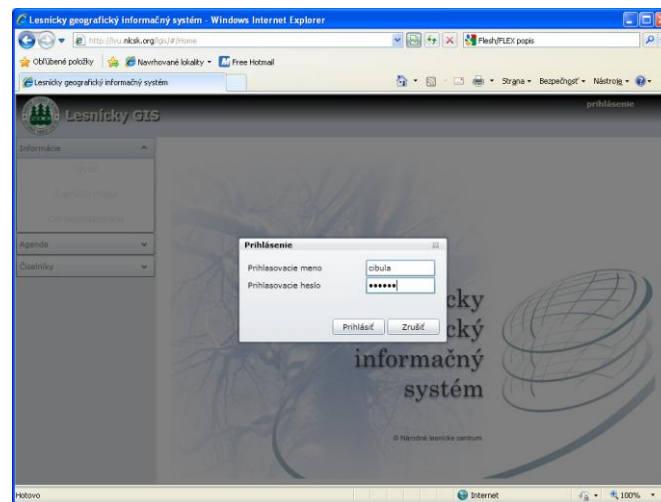 Lesnícky geografický informačný systém - Windows Internet Explorer
http://lvu.nlcsk.org/lgis/#/Home
Flesh/FLEX popis
Obľúbené položky
Navrhované lokality
Free Hotmail
Lesnícky geografický informačný systém
Strana
Bezpečnosť
Nástroje
Lesnícky GIS
prihlásenie
Informácie
Úvod
Agenda
Číselníky
Prihlásenie
Prihlasovacie meno
cibula
Prihlasovacie heslo
••••••
Prihlásiť
Zrušiť
cky
cký
informačný
systém
© Národné lesnícke centrum
Hotovo
Internet
100%